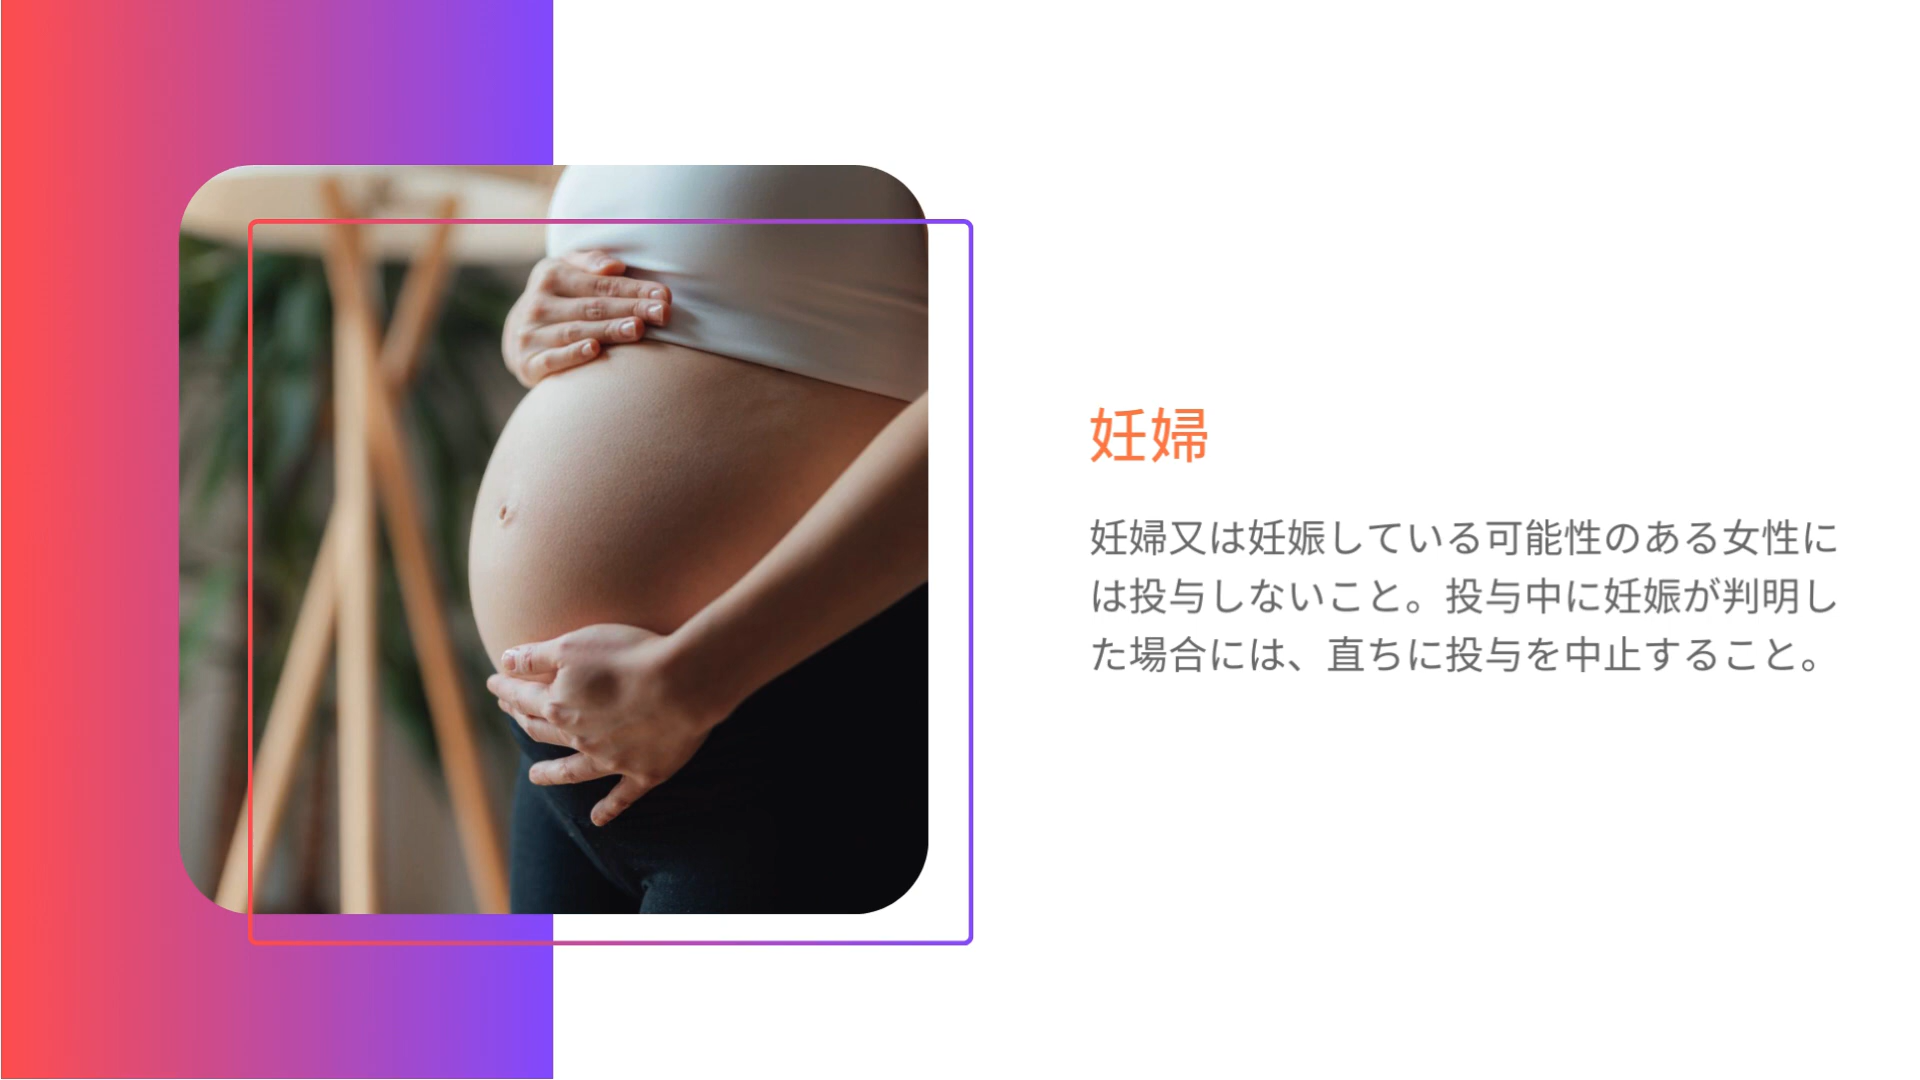 妊婦
妊婦又は妊娠している可能性のある女性に
は投与しないこと。投与中に妊娠が判明し
た場合には、直ちに投与を中止すること。